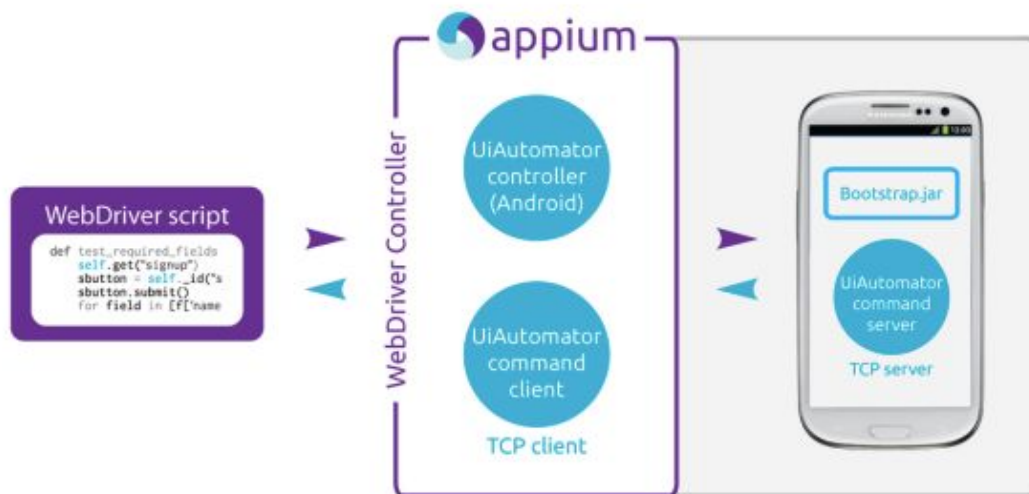 appium
WebDriver Controller
WebDriver script
def test_required_fields
self.get("signup")
sbutton = self._id("s
sbutton.submit()
for field in [f['name
UiAutomator
controller
(Android)
UiAutomator
command
client
TCP client
Bootstrap.jar
UiAutomator
command
server
TCP server